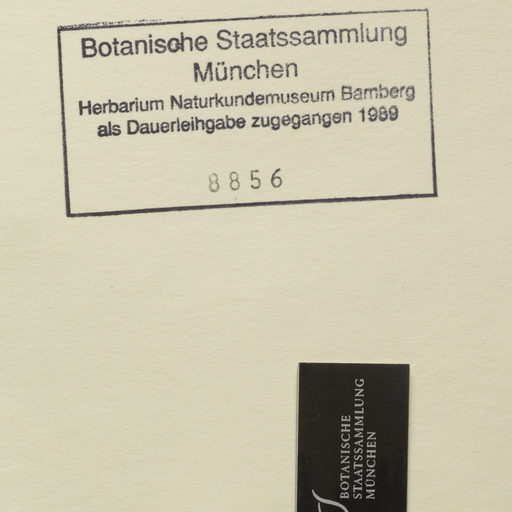 Botanische Staatssammlung
München
Herbarium Naturkundemuseum Bamberg
als Dauerleihgabe zugegangen 1989
8856
BOTANISCHE
STAATSSAMMLUNG
MÜNCHEN